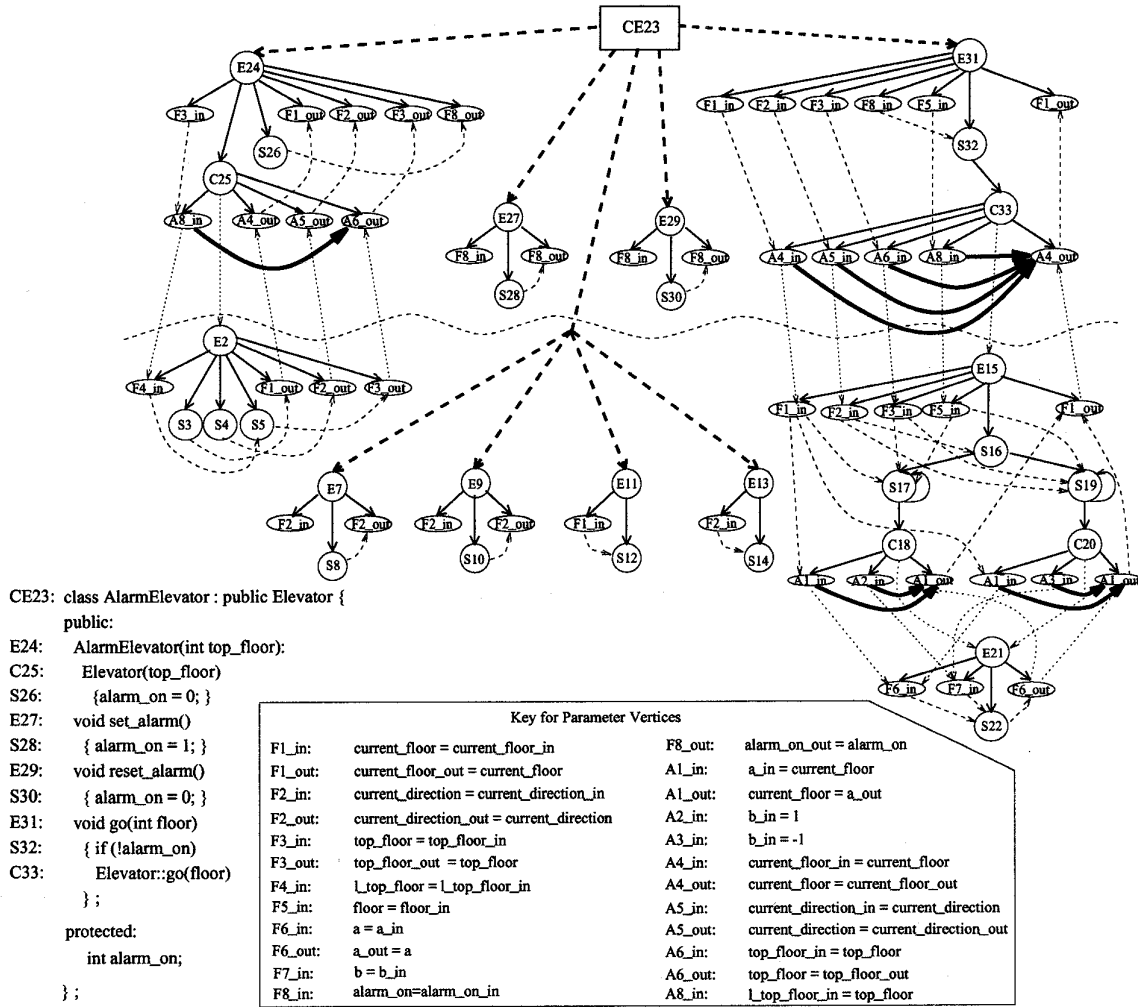 CE23
E24
E31
F3_in
F1_out
F2_out
F3_out
F8_out
F1_in
F2_in
F3_in
F8_in
F5_in
F1_out
S26
S32
C25
C33
A8_in
A4_out
A5_out
A6_out
E27
E29
F8_in
F8_out
F8_in
F8_out
A4_in
A5_in
A6_in
A8_in
A4_out
S28
S30
E2
E15
F4_in
F1_out
F2_out
F3_out
F1_in
F2_in
F3_in
F5_in
F1_out
S3
S4
S5
S16
E7
E9
E11
E13
S17
S19
F2_in
F2_out
F2_in
F2_out
F1_in
F2_in
C18
C20
S8
S10
S12
S14
A1_in
A2_in
A1_out
A1_in
A3_in
A1_out
E21
F6_in
F7_in
F6_out
S22
CE23: class AlarmElevator : public Elevator {
public:
E24: AlarmElevator(int top_floor):
C25: Elevator(top_floor)
S26: {alarm_on = 0; }
E27: void set_alarm()
S28: { alarm_on = 1; }
E29: void reset_alarm()
S30: { alarm_on = 0; }
E31: void go(int floor)
S32: { if (!alarm_on)
C33: Elevator::go(floor)
} ;
protected:
int alarm_on;
} ;
Key for Parameter Vertices
F1_in: current_floor = current_floor_in
F1_out: current_floor_out = current_floor
F2_in: current_direction = current_direction_in
F2_out: current_direction_out = current_direction
F3_in: top_floor = top_floor_in
F3_out: top_floor_out = top_floor
F4_in: l_top_floor = l_top_floor_in
F5_in: floor = floor_in
F6_in: a = a_in
F6_out: a_out = a
F7_in: b = b_in
F8_in: alarm_on=alarm_on_in
F8_out: alarm_on_out = alarm_on
A1_in: a_in = current_floor
A1_out: current_floor = a_out
A2_in: b_in = 1
A3_in: b_in = -1
A4_in: current_floor_in = current_floor
A4_out: current_floor = current_floor_out
A5_in: current_direction_in = current_direction
A5_out: current_direction = current_direction_out
A6_in: top_floor_in = top_floor
A6_out: top_floor = top_floor_out
A8_in: l_top_floor_in = top_floor